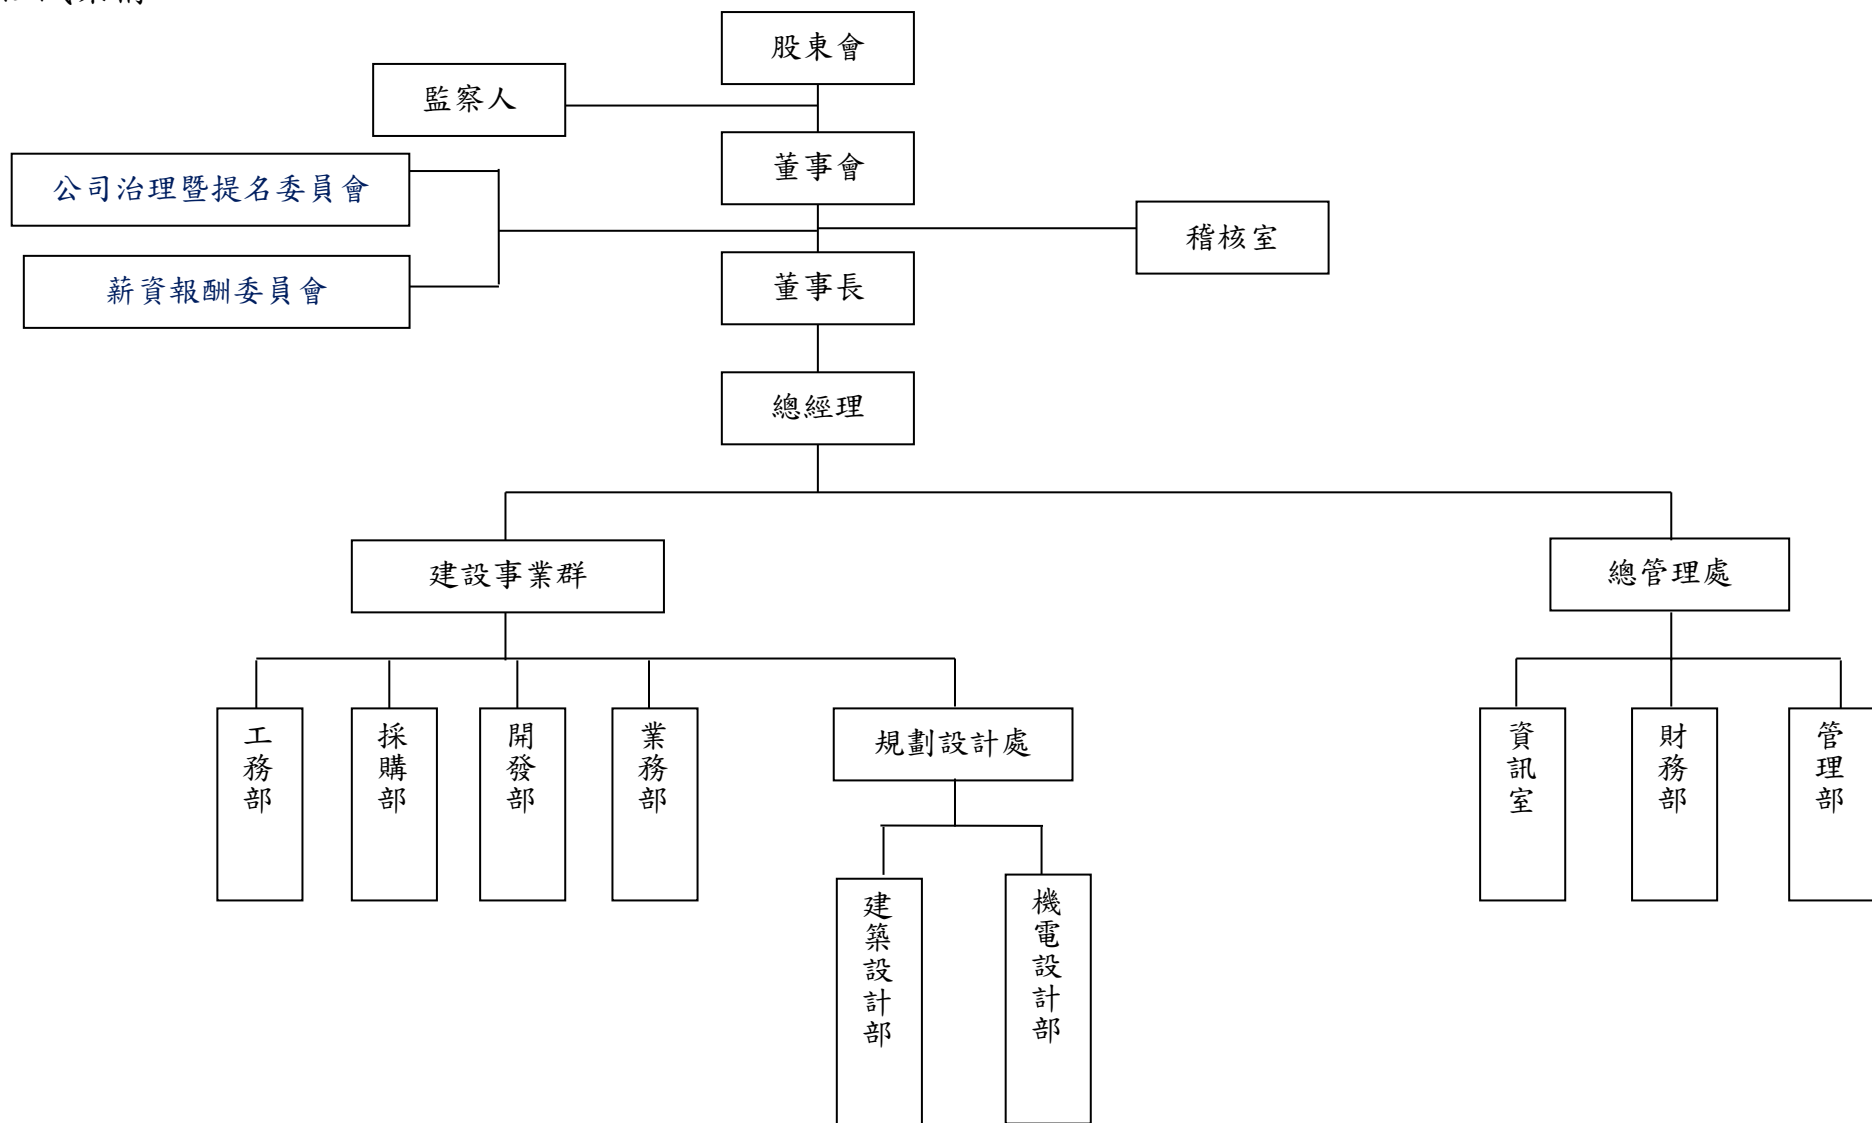 股東會
監察人
董事會
公司治理暨提名委員會
稽核室
薪資報酬委員會
董事長
總經理
建設事業群
總管理處
工務部
採購部
開發部
業務部
規劃設計處
資訊室
財務部
管理部
建築設計部
機電設計部